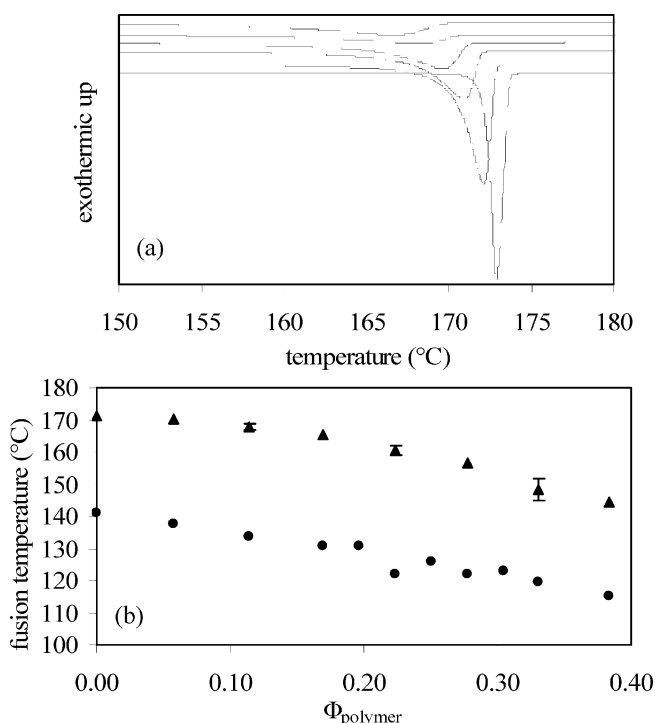 exothermic up
(a)
150 155 160 165 170 175 180
temperature (°C)
fusion temperature (°C)
180
170
160
150
140
130
120
110
100
(b)
0.00 0.10 0.20 0.30 0.40
Φpolymer